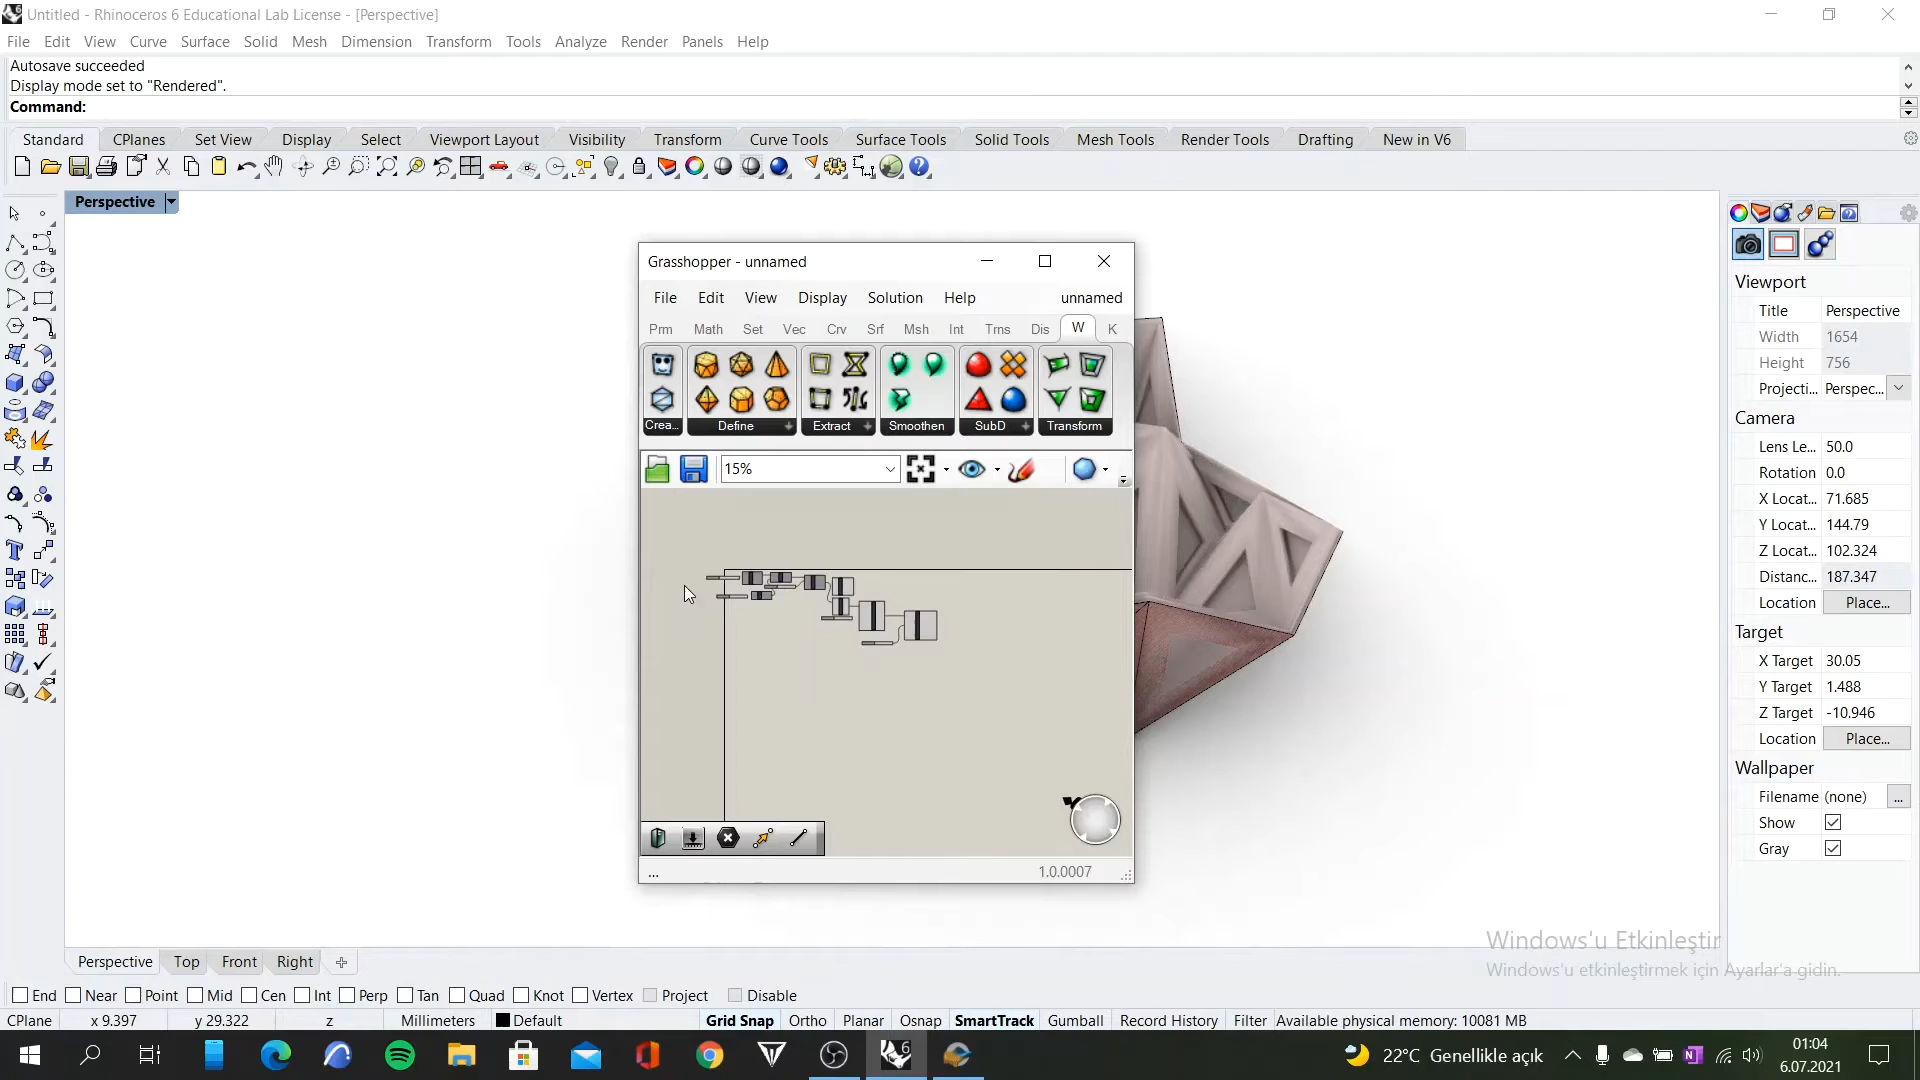 Untitled - Rhinoceros 6 Educational Lab License - [Perspective]
File Edit View Curve Surface Solid Mesh Dimension Transform Tools Analyze Render Panels Help
Autosave succeeded
Display mode set to "Rendered".
Command:
Standard CPlanes Set View Display Select Viewport Layout Visibility Transform Curve Tools Surface Tools Solid Tools Mesh Tools Render Tools Drafting New in V6
Perspective
Grasshopper - unnamed
File Edit View Display Solution Help unnamed
Prm Math Set Vec Crv Srf Msh Int Trns Dis W K
Crea... Define Extract Smoothen SubD Transform
15%
... 1.0.0007
Viewport
Title Perspective
Width 1654
Height 756
Projecti... Perspec...
Camera
Lens Le... 50.0
Rotation 0.0
X Locat... 71.685
Y Locat... 144.79
Z Locat... 102.324
Distanc... 187.347
Location Place...
Target
X Target 30.05
Y Target 1.488
Z Target -10.946
Location Place...
Wallpaper
Filename (none) ...
Show
Gray
Windows'u Etkinleştir
Windows'u etkinleştirmek için Ayarlar'a gidin.
Perspective Top Front Right
End Near Point Mid Cen Int Perp Tan Quad Knot Vertex Project Disable
CPlane x 9.397 y 29.322 z Millimeters Default Grid Snap Ortho Planar Osnap SmartTrack Gumball Record History Filter Available physical memory: 10081 MB
22°C Genellikle açık
01:04
6.07.2021